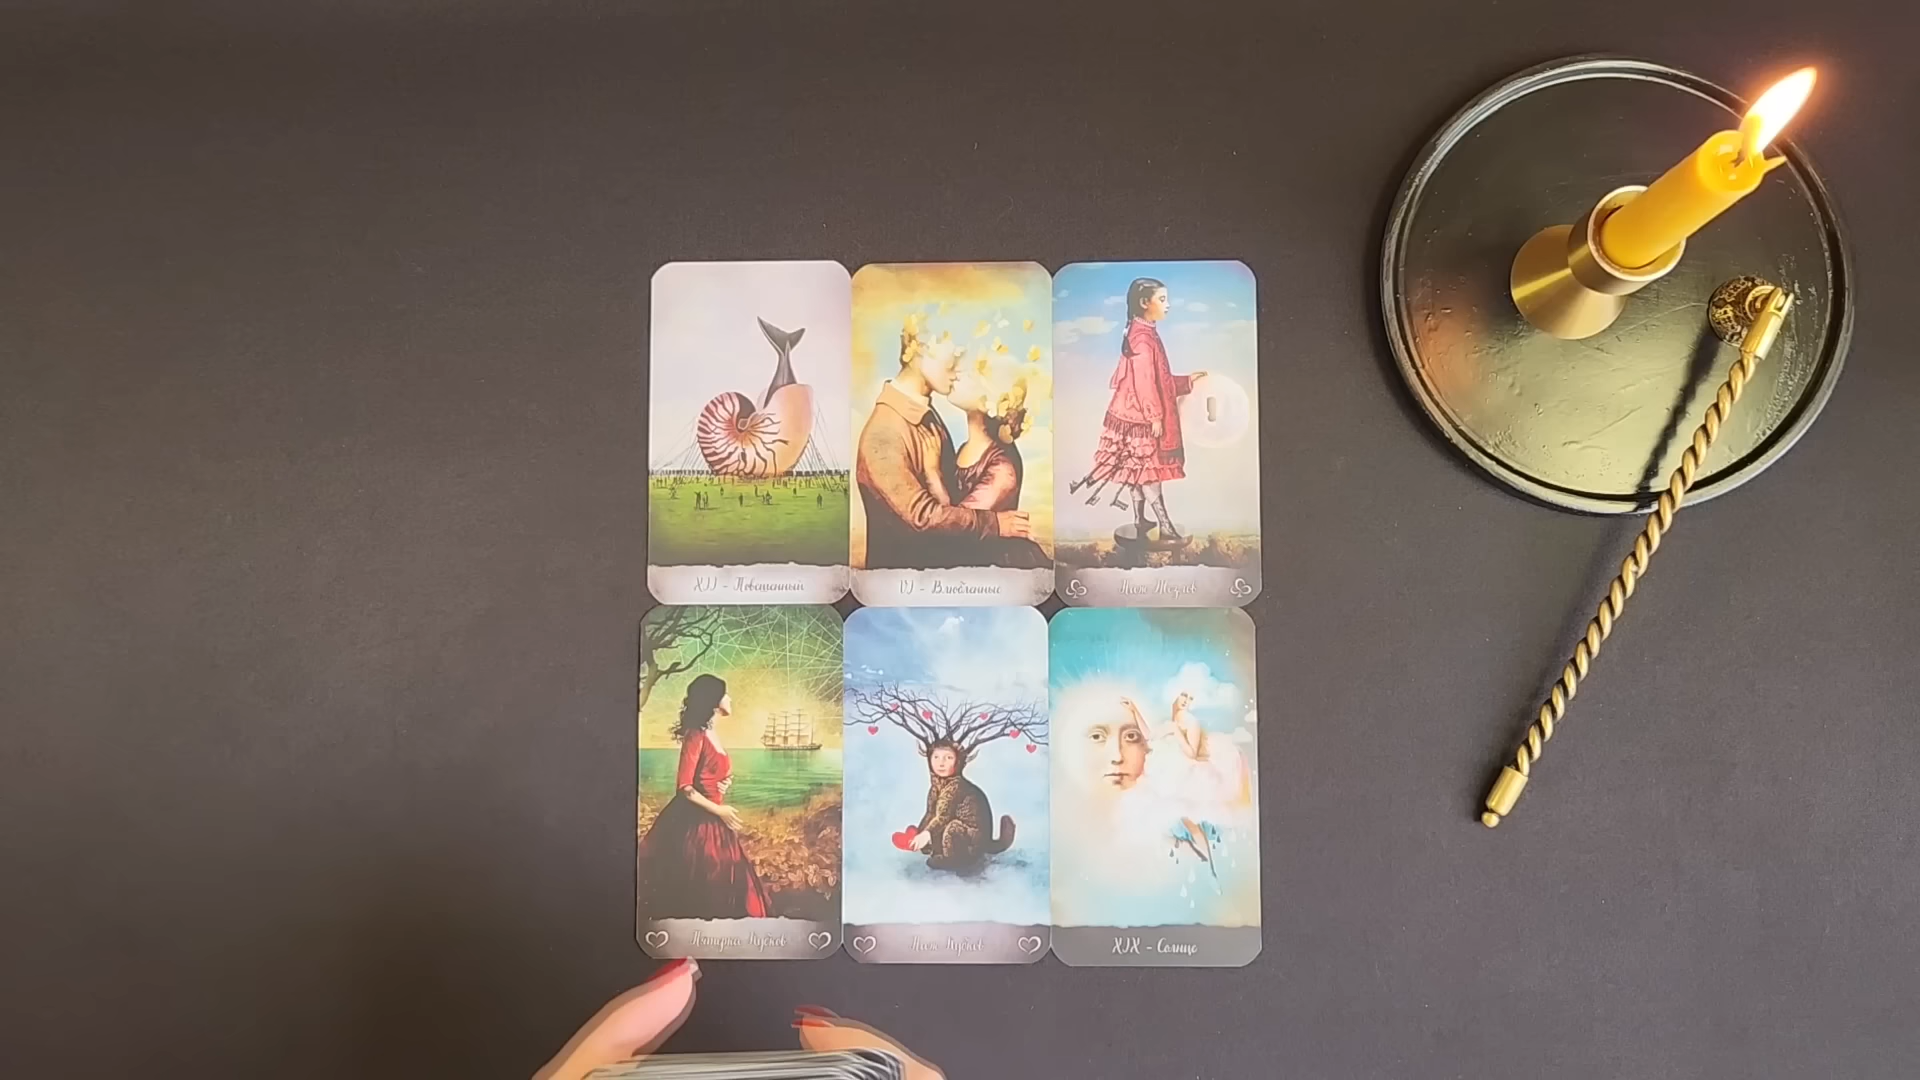 XII - Повешенный
VI - Влюбленные
Паж Жезлов
Пятерка Кубков
Паж Кубков
XIX - Солнце